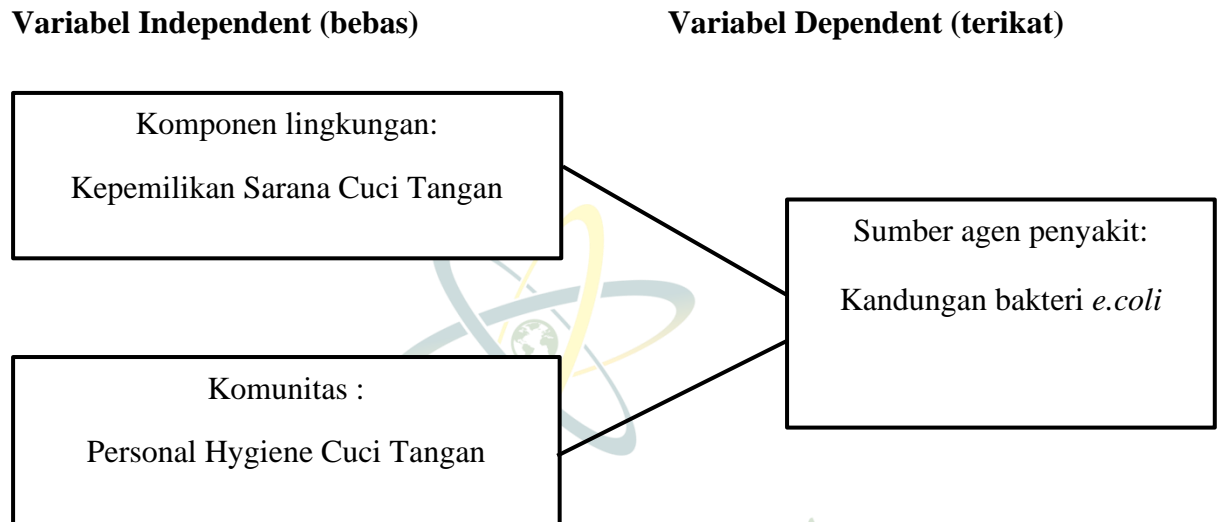 Variabel Independent (bebas)
Variabel Dependent (terikat)
Komponen lingkungan:
Kepemilikan Sarana Cuci Tangan
Sumber agen penyakit:
Kandungan bakteri e.coli
Komunitas :
Personal Hygiene Cuci Tangan